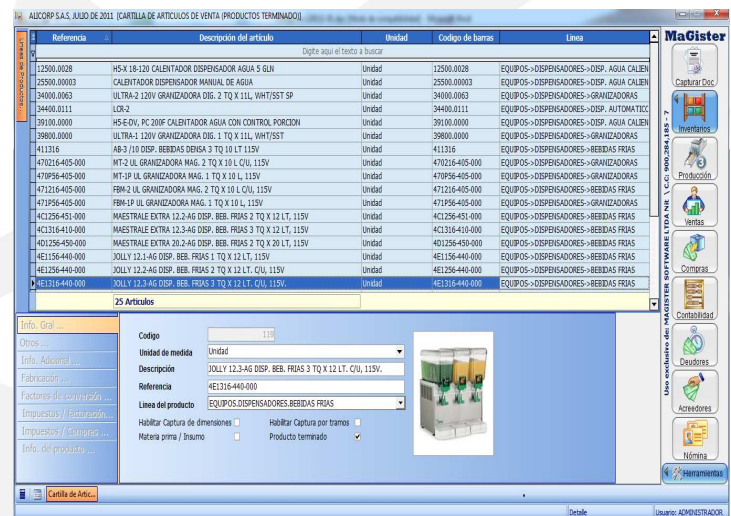 ALICORP S.A.S, JULIO DE 2011 [CARTILLA DE ARTICULOS DE VENTA (PRODUCTOS TERMINADO)]
Referencia Descripción del artículo Unidad Codigo de barras Linea
Digite aqui el texto a buscar
12500.0028 H5-X 18-120 CALENTADOR DISPENSADOR AGUA 5 GLN Unidad 12500.0028 EQUIPOS->DISPENSADORES->DISP. AGUA CALIEN
25500.00003 CALENTADOR DISPENSADOR MANUAL DE AGUA Unidad 25500.00003 EQUIPOS->DISPENSADORES->DISP. AGUA CALIEN
34000.0063 ULTRA-2 120V GRANIZADORA DIG. 2 TQ X 11L, WHT/SST SP Unidad 34000.0063 EQUIPOS->DISPENSADORES->GRANIZADORAS
34400.0111 LCR-2 Unidad 34400.0111 EQUIPOS->DISPENSADORES->DISP. AUTOMATICC
39100.0000 H5-E-DV, PC 200F CALENTADOR AGUA CON CONTROL PORCION Unidad 39100.0000 EQUIPOS->DISPENSADORES->DISP. AGUA CALIEN
39800.0000 ULTRA-1 120V GRANIZADORA DIG. 1 TQ X 11L, WHT/SST Unidad 39800.0000 EQUIPOS->DISPENSADORES->GRANIZADORAS
411316 AB-3 /10 DISP. BEBIDAS DENSA 3 TQ 10 LT 115V Unidad 411316 EQUIPOS->DISPENSADORES->BEBIDAS FRIAS
470216-405-000 MT-2 UL GRANIZADORA MAG. 2 TQ X 10 L, 115V Unidad 470216-405-000 EQUIPOS->DISPENSADORES->GRANIZADORAS
470P56-405-000 MT-1P UL GRANIZADORA MAG. 1 TQ X 10 L, 115V Unidad 470P56-405-000 EQUIPOS->DISPENSADORES->GRANIZADORAS
471216-405-000 FBM-2 UL GRANIZADORA MAG. 2 TQ X 10 L C/U, 115V Unidad 471216-405-000 EQUIPOS->DISPENSADORES->BEBIDAS FRIAS
471P56-405-000 FBM-1P UL GRANIZADORA MAG. 1 TQ X 10 L, 115V Unidad 471P56-405-000 EQUIPOS->DISPENSADORES->GRANIZADORAS
4C1256-451-000 MAESTRALE EXTRA 12.2-AG DISP. BEB. FRIAS 2 TQ X 12 LT, 115V Unidad 4C1256-451-000 EQUIPOS->DISPENSADORES->BEBIDAS FRIAS
4C1316-410-000 MAESTRALE EXTRA 12.2-AG DISP. BEB. FRIAS 2 TQ X 12 LT, 115V Unidad 4C1316-410-000 EQUIPOS->DISPENSADORES->BEBIDAS FRIAS
4D1256-450-000 MAESTRALE EXTRA 20.2-AG DISP. BEB. FRIAS 2 TQ X 20 LT, 115V Unidad 4D1256-450-000 EQUIPOS->DISPENSADORES->BEBIDAS FRIAS
4E1156-440-000 JOLLY 12.1-AG DISP. BEB. FRIAS 1 TQ X 12 LT, 115V Unidad 4E1156-440-000 EQUIPOS->DISPENSADORES->BEBIDAS FRIAS
4E1256-440-000 JOLLY 12.2-AG DISP. BEB. FRIAS 2 TQ X 12 LT. C/U, 115V Unidad 4E1256-440-000 EQUIPOS->DISPENSADORES->BEBIDAS FRIAS
4E1316-440-000 JOLLY 12.3-AG DISP. BEB. FRIAS 3 TQ X 12 LT. C/U, 115V. Unidad 4E1316-440-000 EQUIPOS->DISPENSADORES->BEBIDAS FRIAS
25 Articulos
Lineas de Productos...
Info. Gral ...
Otros ...
Info. Adicional ...
Fabricación ...
Factores de conversión ...
Impuestos / Facturación...
Impuestos / Compras ...
Info. del producto ...
Codigo 119
Unidad de medida Unidad
Descripción JOLLY 12.3-AG DISP. BEB. FRIAS 3 TQ X 12 LT. C/U, 115V.
Referencia 4E1316-440-000
Linea del producto EQUIPOS.DISPENSADORES.BEBIDAS FRIAS
Habilitar Captura de dimensiones Habilitar Captura por tramos
Materia prima / Insumo Producto terminado
Uso exclusivo de: MAGISTER SOFTWARE LTDA Nit \ C.C: 900,284,185 - 7
MaGister
Capturar Doc.
Inventarios
Producción
Ventas
Compras
Contabilidad
Deudores
Acreedores
Nómina
Herramientas
Cartilla de Artic...
Detalle Usuario: ADMINISTRADOR